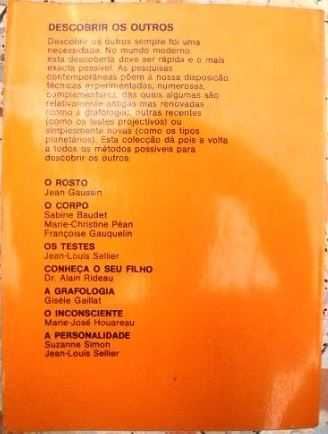 DESCOBRIR OS OUTROS
Descobrir os outros sempre foi uma
necessidade. No mundo moderno
esta descoberta deve ser rápida e o mais
exacta possível. As pesquisas
contemporâneas põem à nossa disposição
técnicas experimentadas, numerosas,
complementares, das quais algumas são
relativamente antigas mas renovadas
(como a grafologia), outras recentes
(como os testes projectivos) ou
simplesmente novas (como os tipos
planetários). Esta colecção dá pois a volta
a todos os métodos possíveis para
descobrir os outros.
O ROSTO
Jean Gaussin
O CORPO
Sabine Baudet
Marie-Christine Péan
Françoise Gauquelin
OS TESTES
Jean-Louis Sellier
CONHEÇA O SEU FILHO
Dr. Alain Rideau
A GRAFOLOGIA
Gisèle Gaillat
O INCONSCIENTE
Marie-José Houareau
A PERSONALIDADE
Suzanne Simon
Jean-Louis Sellier